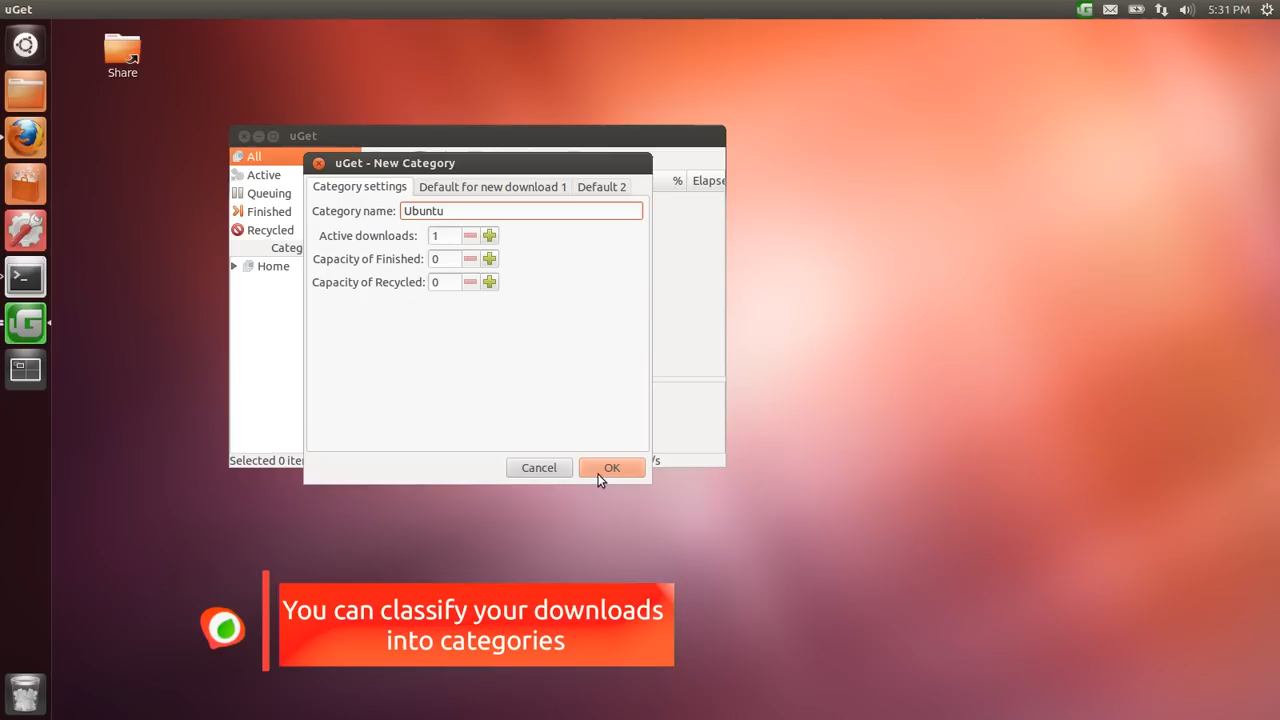 uGet
5:31 PM
Share
uGet
All
Active
Queuing
Finished
Recycled
Categ
Home
Selected 0 iter
uGet - New Category
Category settings
Default for new download 1
Default 2
Category name: Ubuntu
Active downloads: 1
Capacity of Finished: 0
Capacity of Recycled: 0
Cancel
OK
% Elapse
/s
You can classify your downloads
into categories